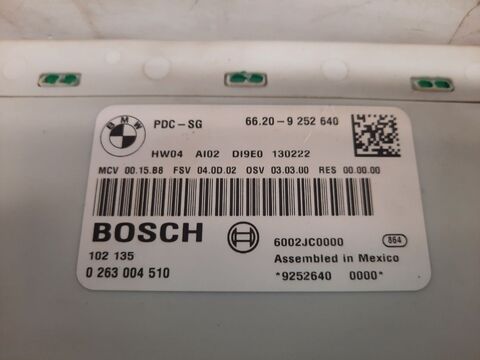 BMW
PDC-SG 66.20-9 252 640
HW04 AI02 DI9E0 130222
MCV 00.15.B8 FSV 04.0D.02 OSV 03.03.00 RES 00.00.00
BOSCH
6002JC0000 864
102 135
Assembled in Mexico
0 263 004 510
*9252640 0000*